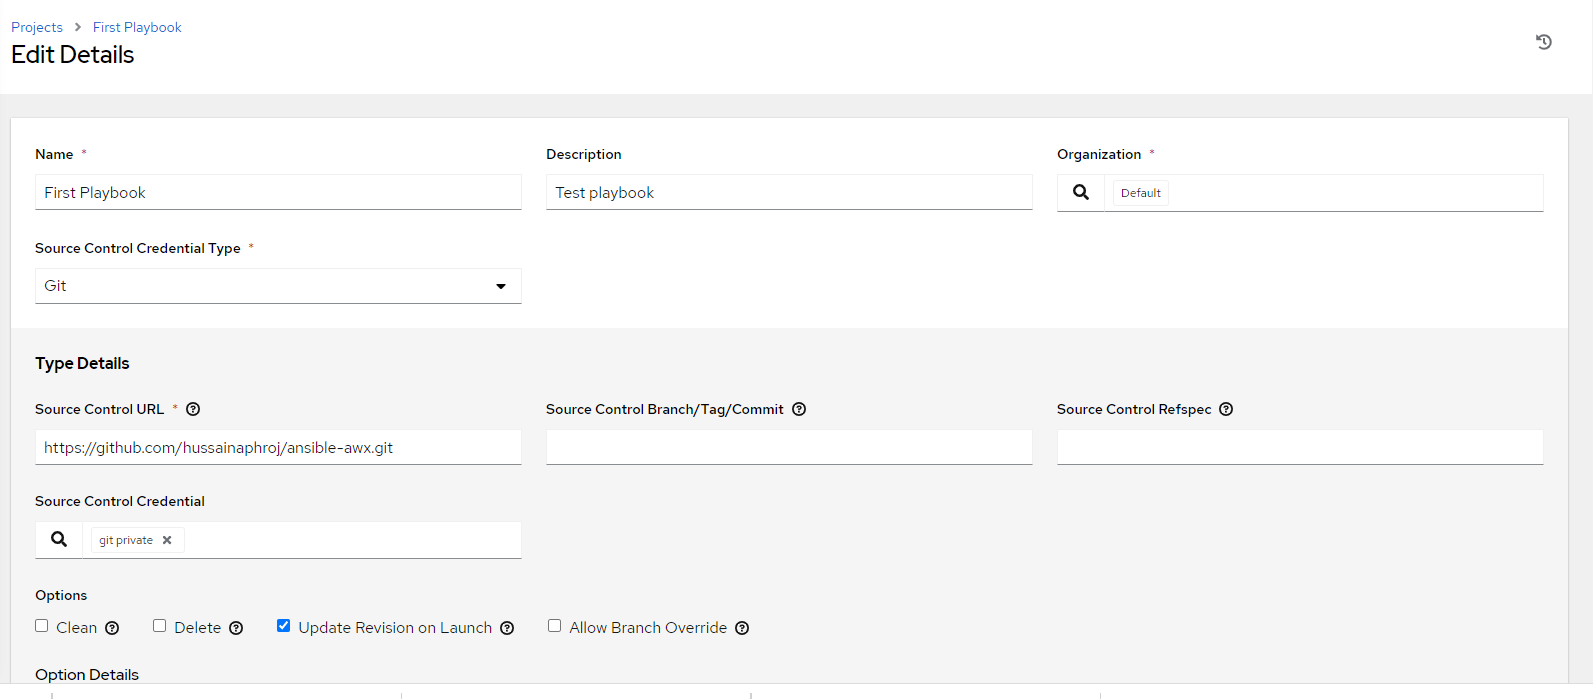 Projects > First Playbook
Edit Details
Name * Description Organization *
First Playbook Test playbook Default
Source Control Credential Type *
Git
Type Details
Source Control URL * Source Control Branch/Tag/Commit Source Control Refspec
https://github.com/hussainaphroj/ansible-awx.git
Source Control Credential
git private
Options
Clean Delete Update Revision on Launch Allow Branch Override
Option Details